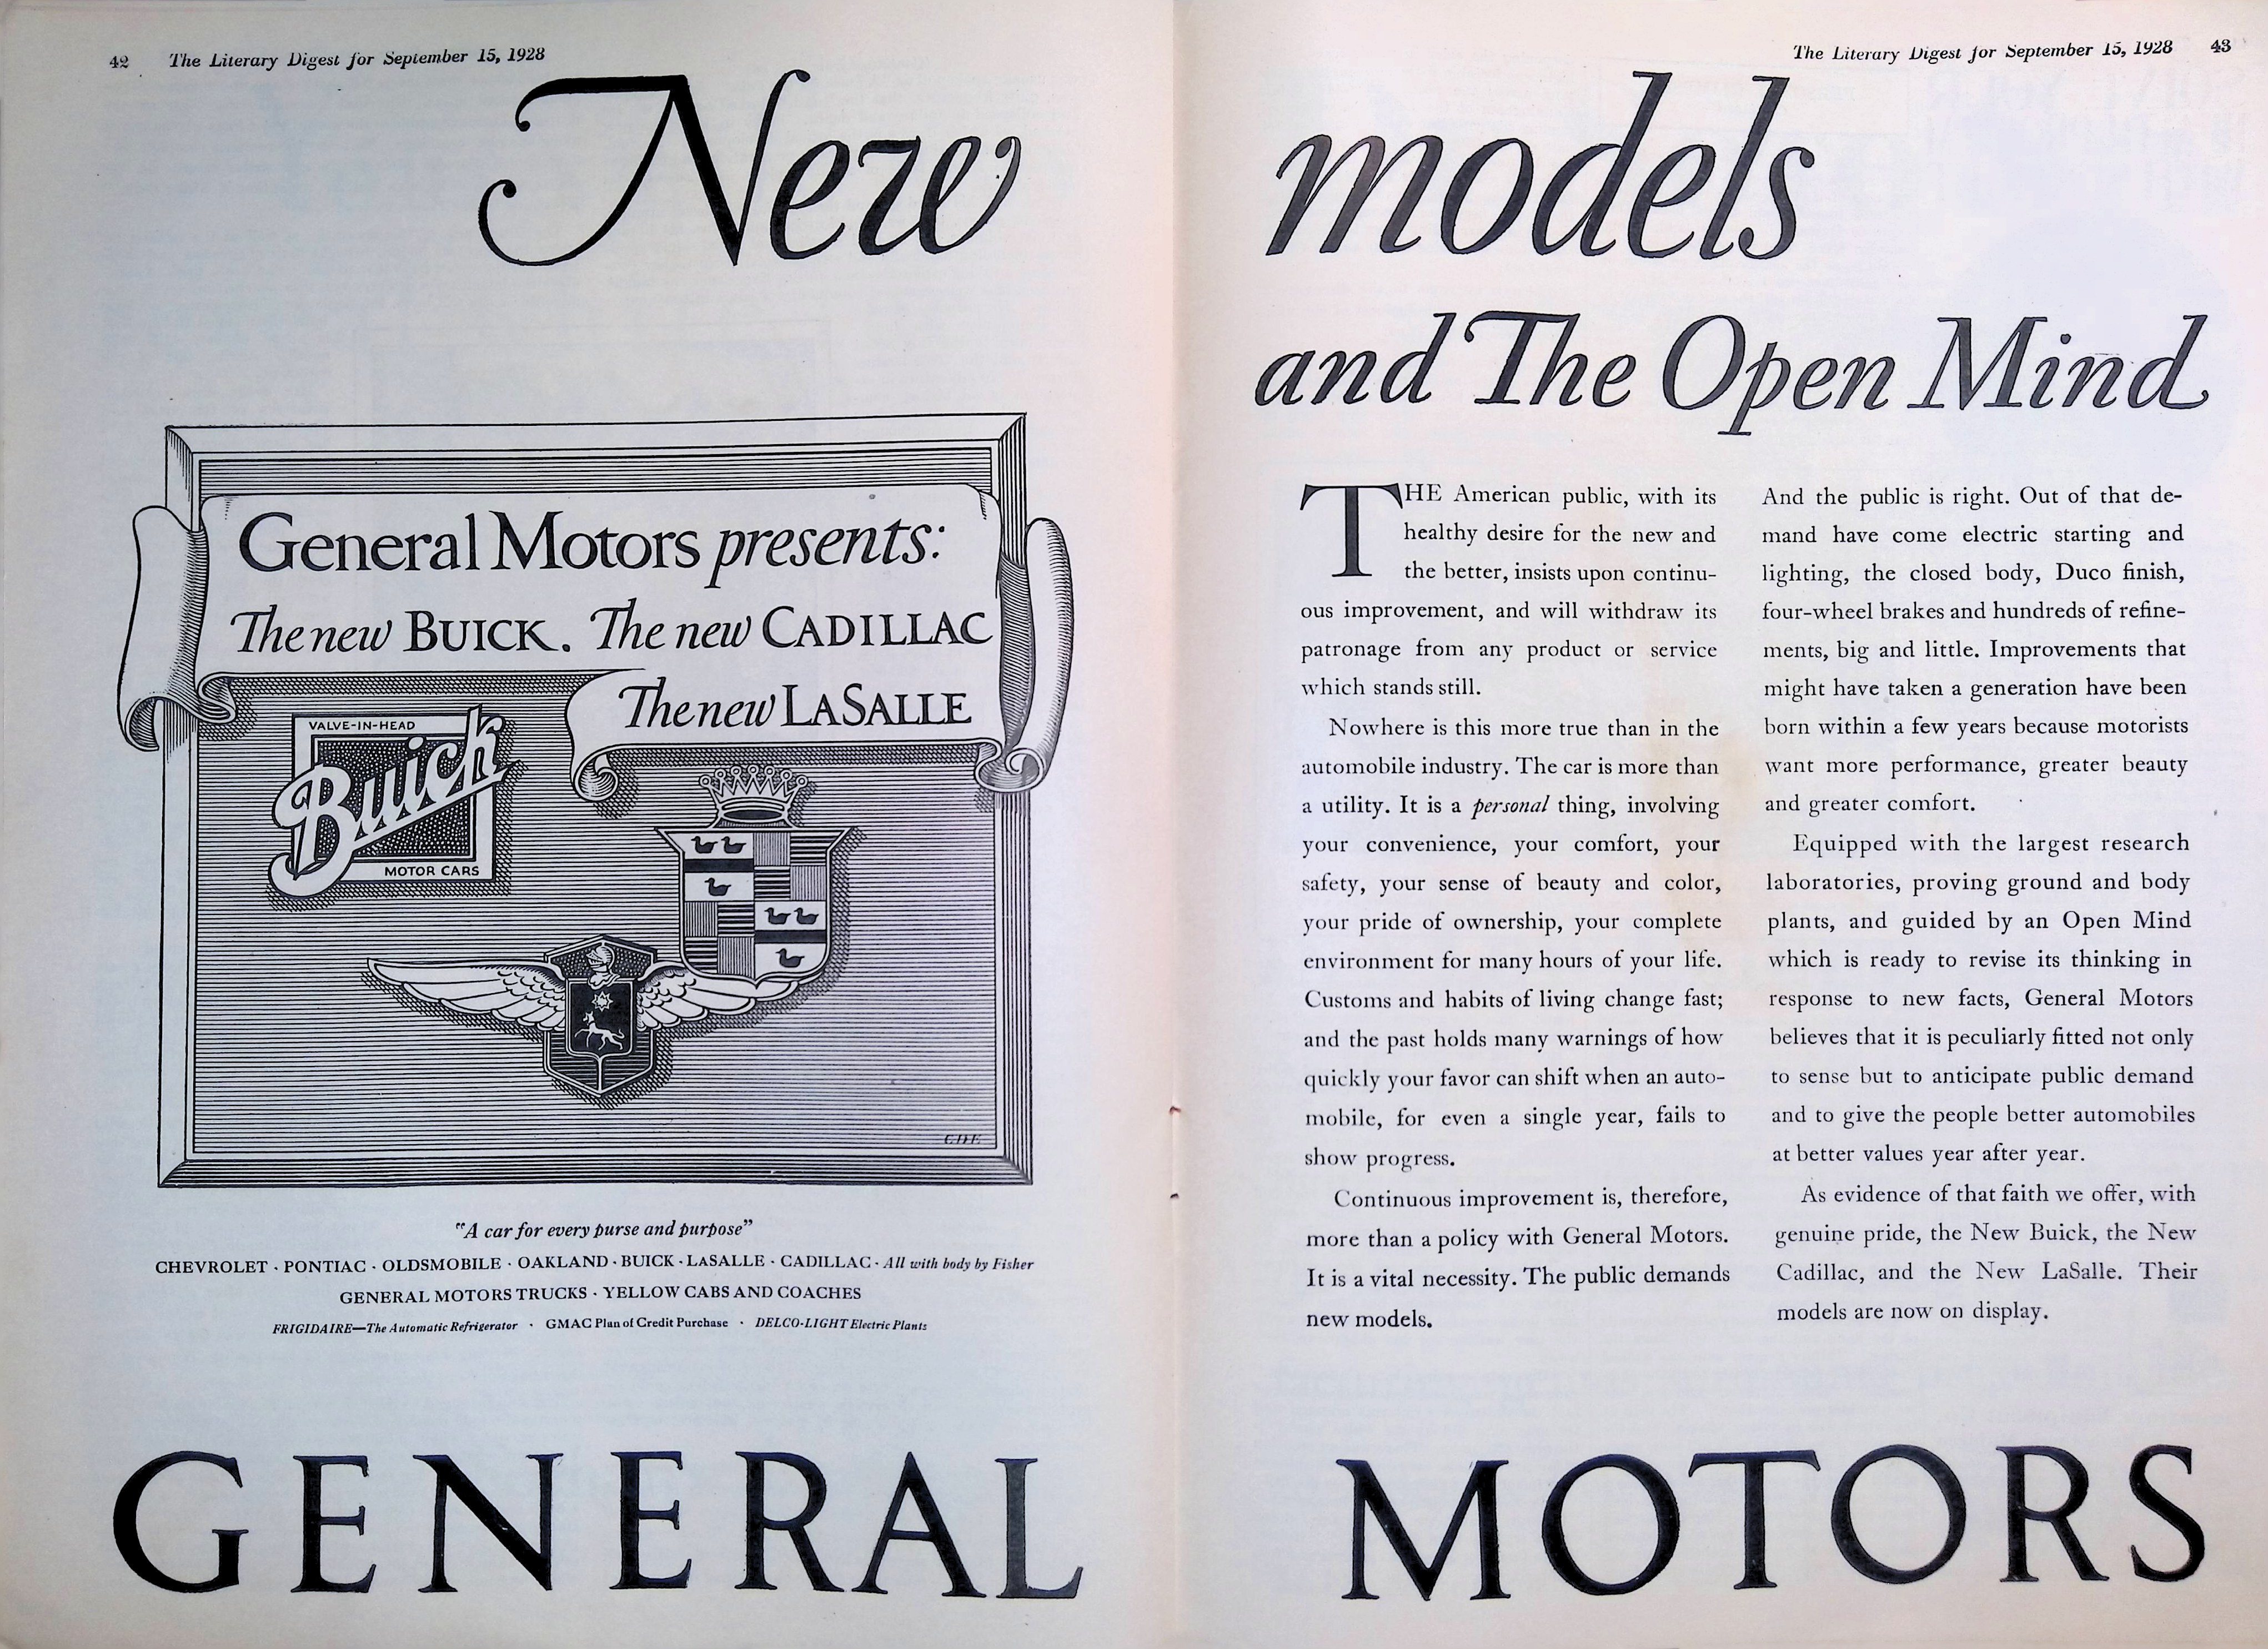 42 The Literary Digest for September 15, 1928
New
General Motors presents:
The new BUICK. The new CADILLAC
The new LASALLE
VALVE-IN-HEAD
Buick
MOTOR CARS
CDE
"A car for every purse and purpose"
CHEVROLET · PONTIAC · OLDSMOBILE · OAKLAND · BUICK · LASALLE · CADILLAC · All with body by Fisher
GENERAL MOTORS TRUCKS · YELLOW CABS AND COACHES
FRIGIDAIRE—The Automatic Refrigerator · GMAC Plan of Credit Purchase · DELCO-LIGHT Electric Plants
GENERAL
The Literary Digest for September 15, 1928 43
models
and The Open Mind
THE American public, with its
healthy desire for the new and
the better, insists upon continu-
ous improvement, and will withdraw its
patronage from any product or service
which stands still.
Nowhere is this more true than in the
automobile industry. The car is more than
a utility. It is a personal thing, involving
your convenience, your comfort, your
safety, your sense of beauty and color,
your pride of ownership, your complete
environment for many hours of your life.
Customs and habits of living change fast;
and the past holds many warnings of how
quickly your favor can shift when an auto-
mobile, for even a single year, fails to
show progress.
Continuous improvement is, therefore,
more than a policy with General Motors.
It is a vital necessity. The public demands
new models.
And the public is right. Out of that de-
mand have come electric starting and
lighting, the closed body, Duco finish,
four-wheel brakes and hundreds of refine-
ments, big and little. Improvements that
might have taken a generation have been
born within a few years because motorists
want more performance, greater beauty
and greater comfort.
Equipped with the largest research
laboratories, proving ground and body
plants, and guided by an Open Mind
which is ready to revise its thinking in
response to new facts, General Motors
believes that it is peculiarly fitted not only
to sense but to anticipate public demand
and to give the people better automobiles
at better values year after year.
As evidence of that faith we offer, with
genuine pride, the New Buick, the New
Cadillac, and the New LaSalle. Their
models are now on display.
MOTORS